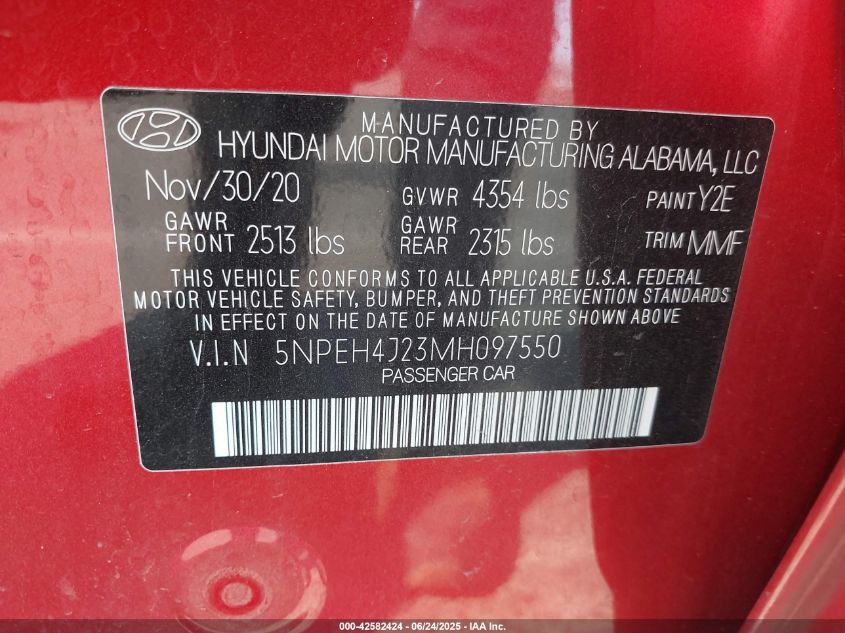 MANUFACTURED BY
HYUNDAI MOTOR MANUFACTURING ALABAMA, LLC
Nov/30/20 GVWR 4354 lbs PAINT Y2E
GAWR FRONT 2513 lbs GAWR REAR 2315 lbs TRIM MMF
THIS VEHICLE CONFORMS TO ALL APPLICABLE U.S.A. FEDERAL
MOTOR VEHICLE SAFETY, BUMPER, AND THEFT PREVENTION STANDARDS
IN EFFECT ON THE DATE OF MANUFACTURE SHOWN ABOVE
V.I.N 5NPEH4J23MH097550
PASSENGER CAR
000-42582424 - 06/24/2025 - IAA Inc.